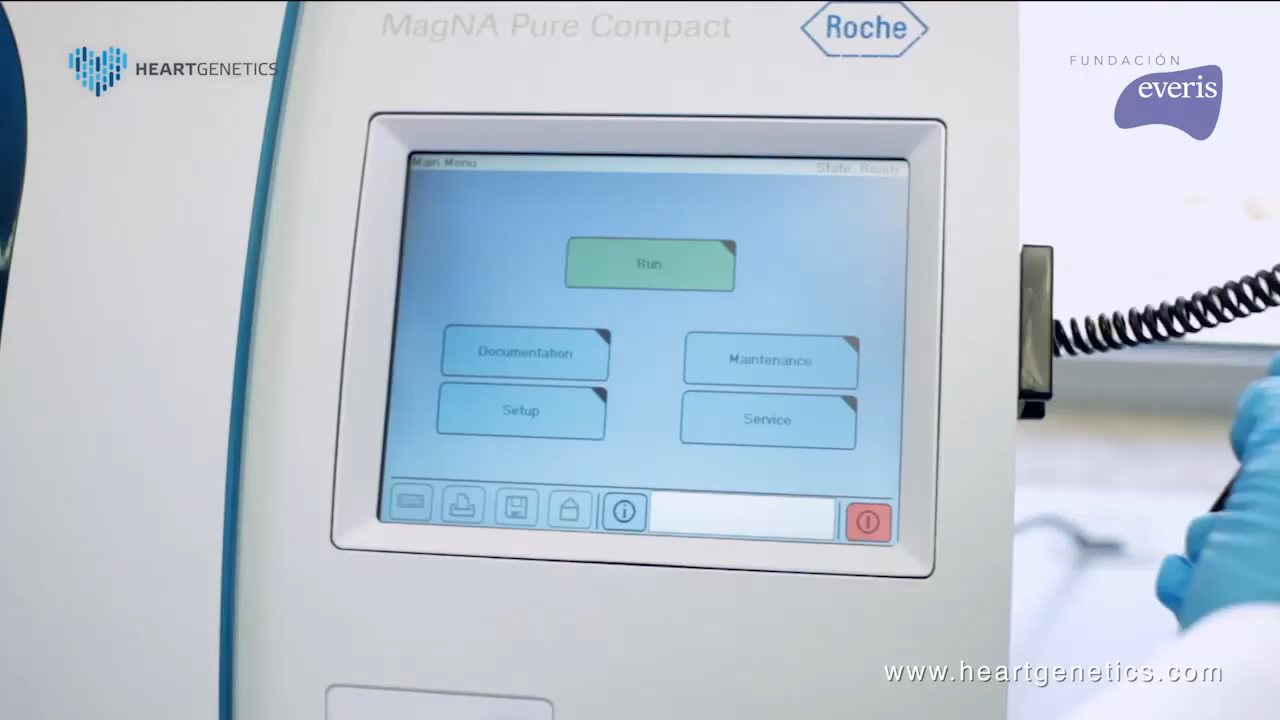 MagNA Pure Compact
Roche
HEARTGENETICS
FUNDACIÓN
everis
Main Menu
State: Ready
Run
Documentation
Maintenance
Setup
Service
www.heartgenetics.com